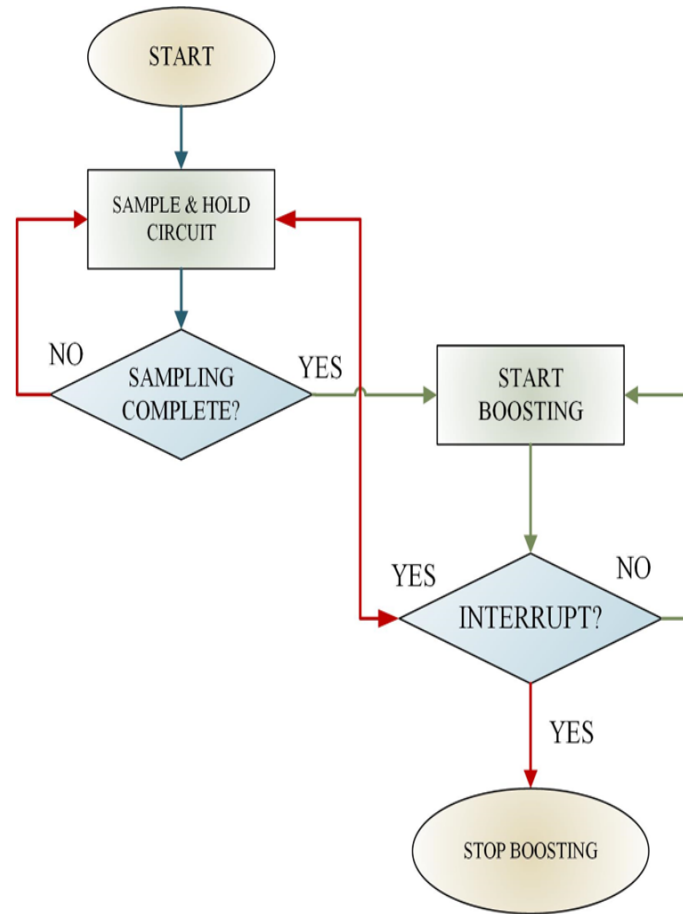 START
SAMPLE & HOLD
CIRCUIT
NO
SAMPLING
COMPLETE?
YES
START
BOOSTING
YES
INTERRUPT?
NO
YES
STOP BOOSTING